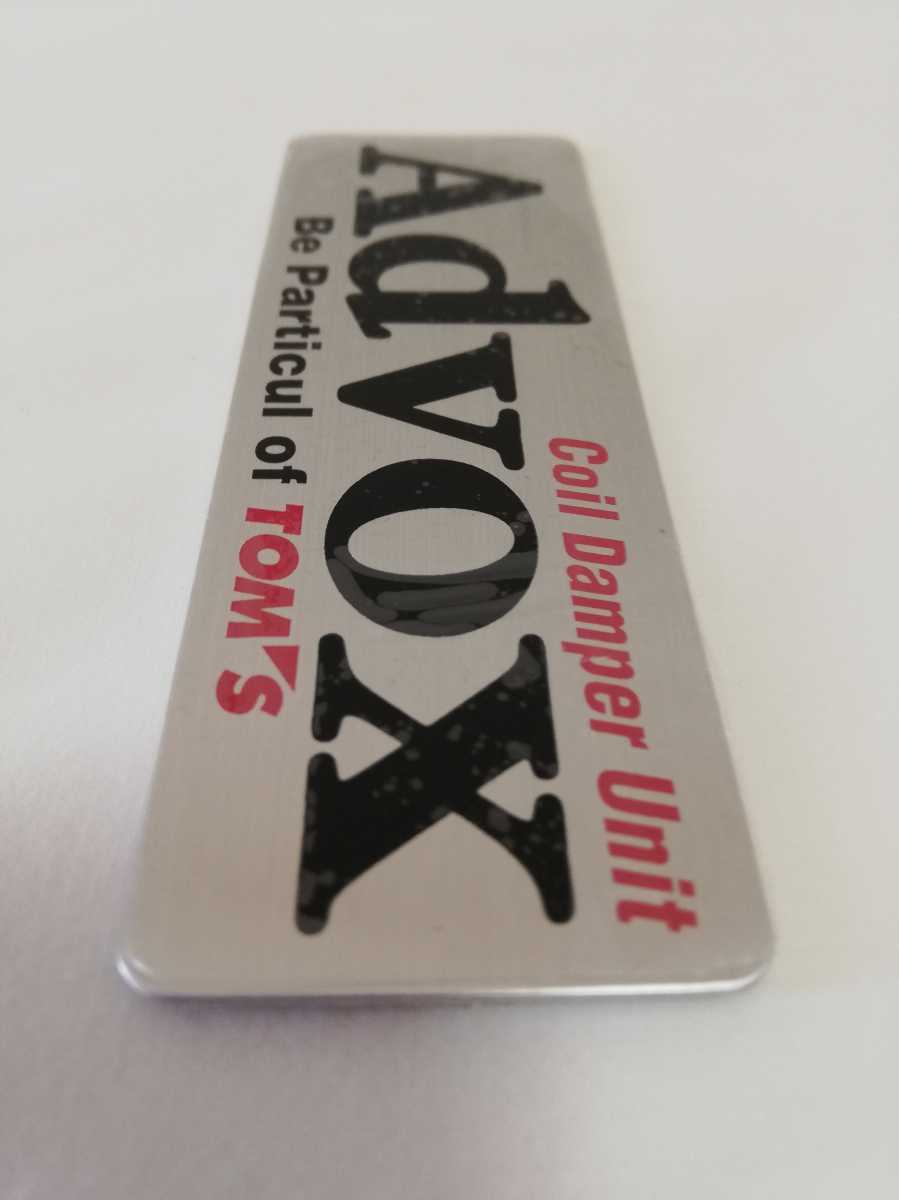 Coil Damper Unit
Advox
Be Particul of TOM'S